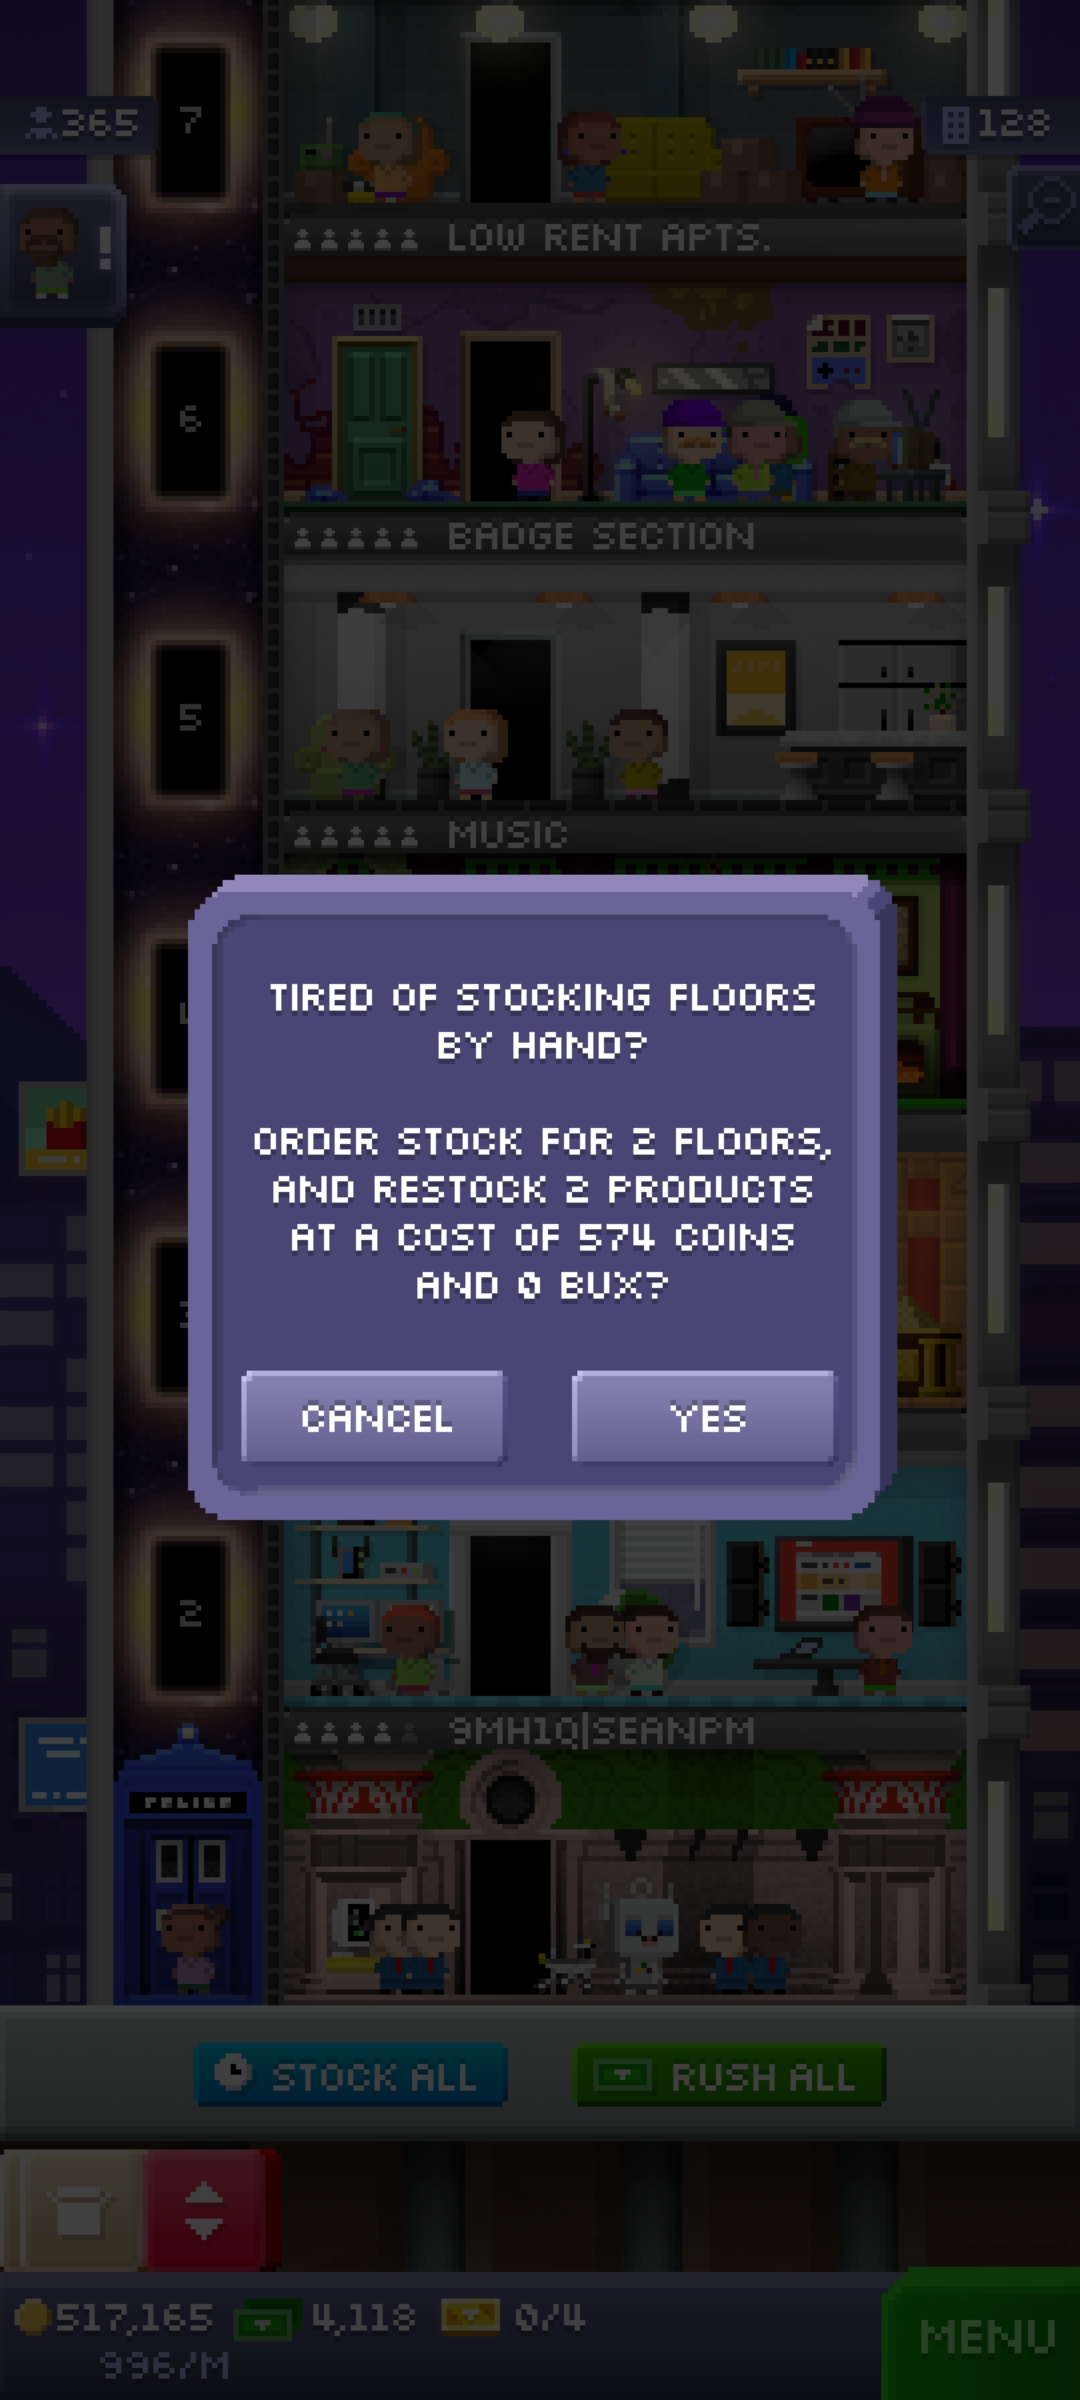 7
365
128
!
LOW RENT APTS.
6
BADGE SECTION
5
MUSIC
TIRED OF STOCKING FLOORS
BY HAND?
ORDER STOCK FOR 2 FLOORS,
AND RESTOCK 2 PRODUCTS
AT A COST OF 574 COINS
AND 0 BUX?
CANCEL
YES
2
9MH1Q|SEANPM
POLICE
STOCK ALL
RUSH ALL
517,165
4,118
0/4
996/M
MENU